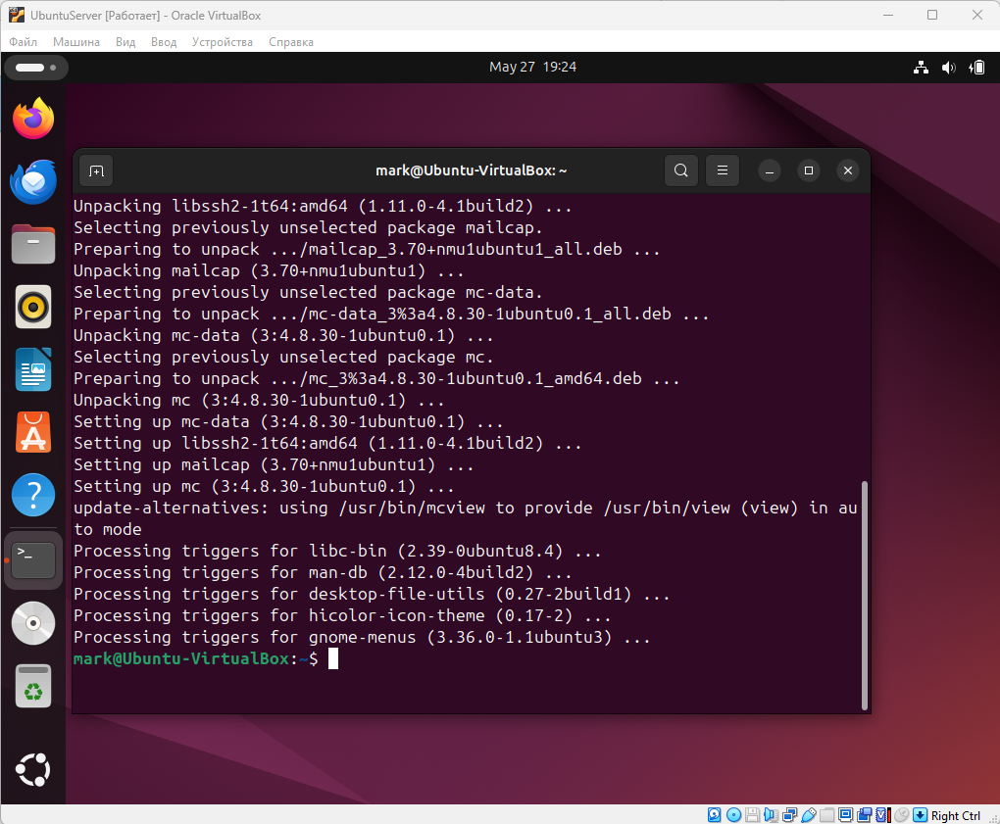 UbuntuServer [Работает] - Oracle VirtualBox
Файл Машина Вид Ввод Устройства Справка
May 27 19:24
mark@Ubuntu-VirtualBox: ~
Unpacking libssh2-1t64:amd64 (1.11.0-4.1build2) ...
Selecting previously unselected package mailcap.
Preparing to unpack .../mailcap_3.70+nmu1ubuntu1_all.deb ...
Unpacking mailcap (3.70+nmu1ubuntu1) ...
Selecting previously unselected package mc-data.
Preparing to unpack .../mc-data_3%3a4.8.30-1ubuntu0.1_all.deb ...
Unpacking mc-data (3:4.8.30-1ubuntu0.1) ...
Selecting previously unselected package mc.
Preparing to unpack .../mc_3%3a4.8.30-1ubuntu0.1_amd64.deb ...
Unpacking mc (3:4.8.30-1ubuntu0.1) ...
Setting up mc-data (3:4.8.30-1ubuntu0.1) ...
Setting up libssh2-1t64:amd64 (1.11.0-4.1build2) ...
Setting up mailcap (3.70+nmu1ubuntu1) ...
Setting up mc (3:4.8.30-1ubuntu0.1) ...
update-alternatives: using /usr/bin/mcview to provide /usr/bin/view (view) in au
to mode
Processing triggers for libc-bin (2.39-0ubuntu8.4) ...
Processing triggers for man-db (2.12.0-4build2) ...
Processing triggers for desktop-file-utils (0.27-2build1) ...
Processing triggers for hicolor-icon-theme (0.17-2) ...
Processing triggers for gnome-menus (3.36.0-1.1ubuntu3) ...
mark@Ubuntu-VirtualBox:~$
Right Ctrl